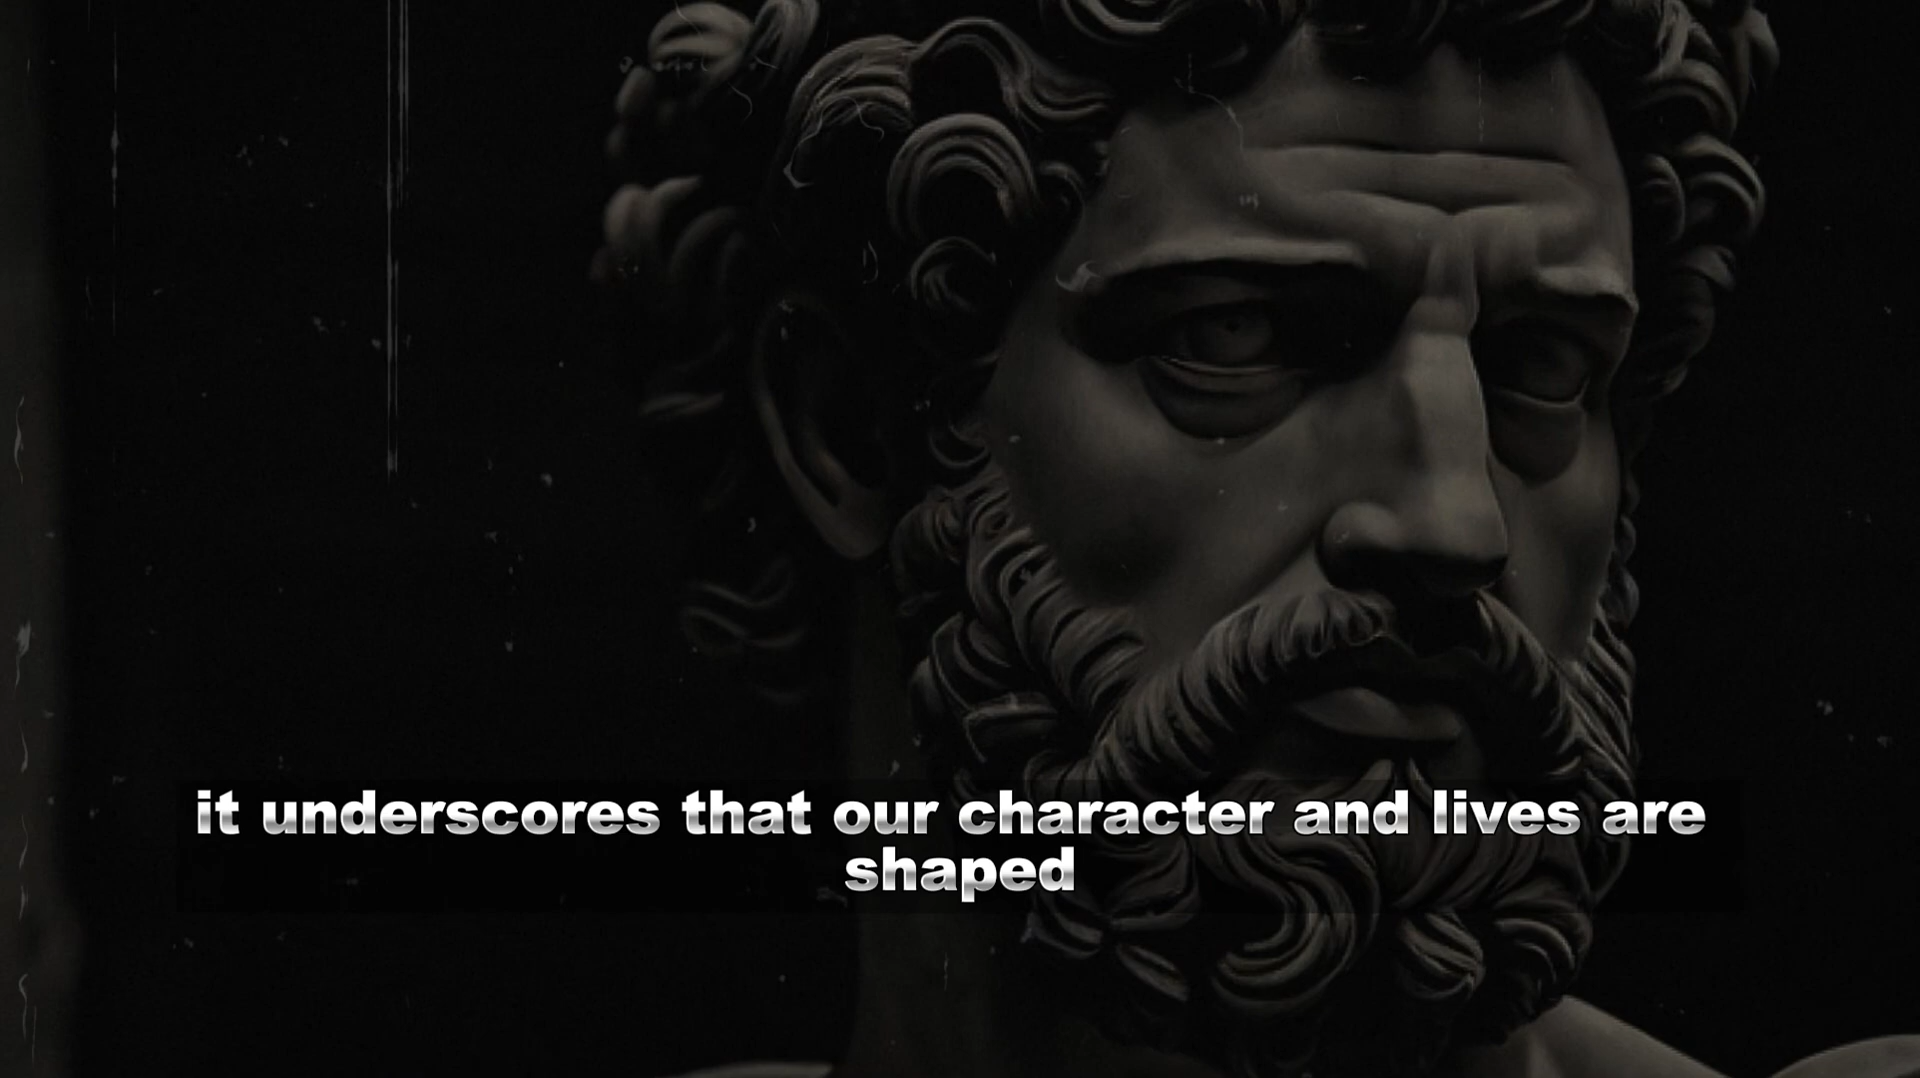 it underscores that our character and lives are
shaped